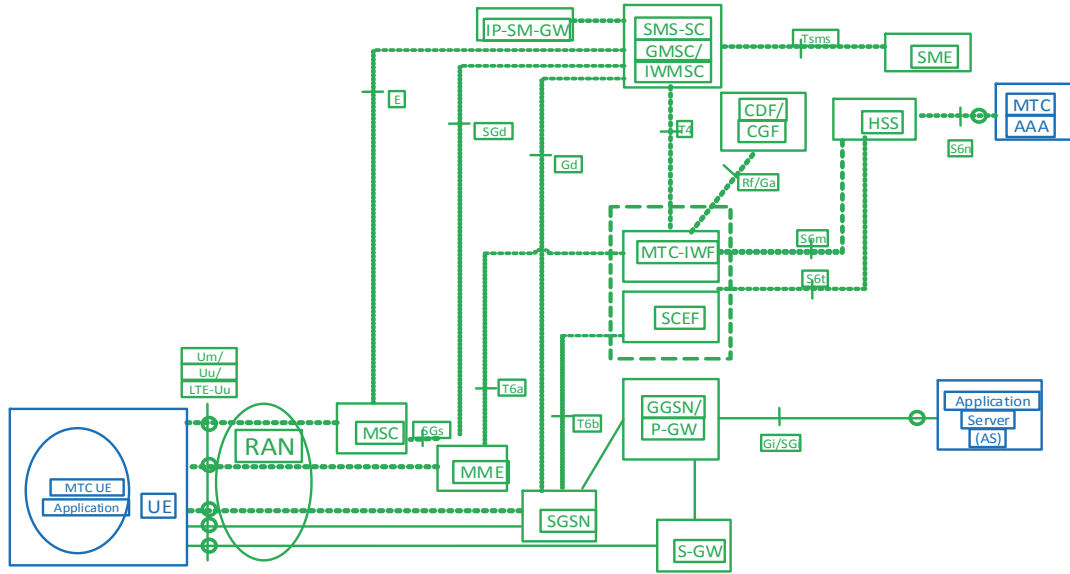 IP-SM-GW
SMS-SC
GMSC/
IWMSC
Tsms
SME
E
SGd
Gd
T4
CDF/
CGF
HSS
MTC
AAA
S6n
Rf/Ga
MTC-IWF
S6m
S6t
SCEF
Um/
Uu/
LTE-Uu
T6a
T6b
RAN
MSC
SGs
MME
SGSN
GGSN/
P-GW
Gi/SGi
Application
Server
(AS)
MTC UE
Application
UE
S-GW